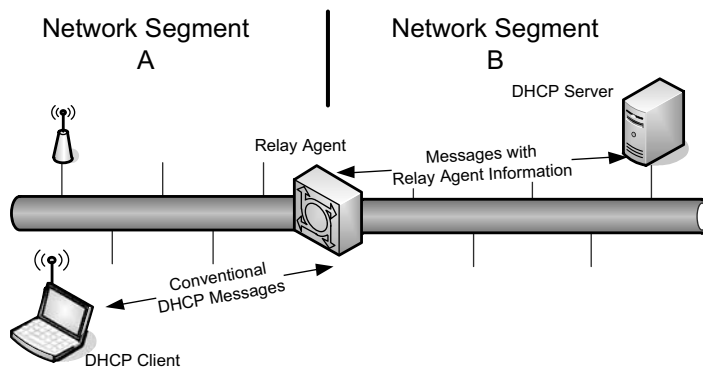 Network Segment
A
Network Segment
B
DHCP Server
Relay Agent
Messages with
Relay Agent Information
Conventional
DHCP Messages
DHCP Client